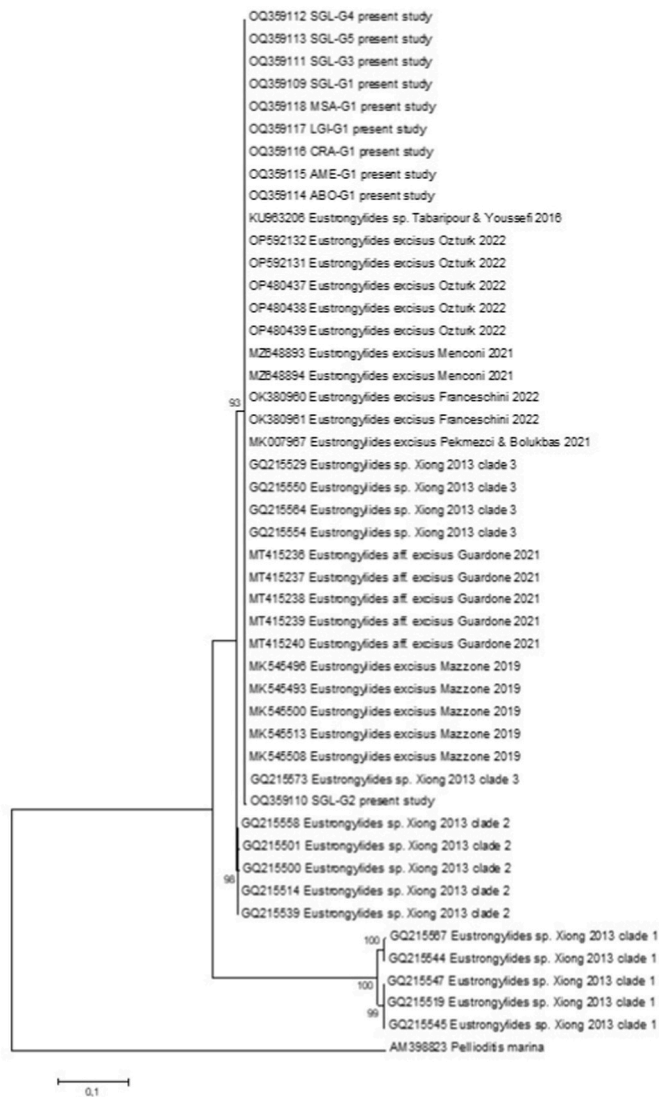 OQ359112 SGL-G4 present study
OQ359113 SGL-G5 present study
OQ359111 SGL-G3 present study
OQ359109 SGL-G1 present study
OQ359118 MSA-G1 present study
OQ359117 LGI-G1 present study
OQ359116 CRA-G1 present study
OQ359115 AME-G1 present study
OQ359114 ABO-G1 present study
KU963206 Eustrongylides sp. Tabaripour & Youssefi 2016
OP592132 Eustrongylides excisus Ozturk 2022
OP592131 Eustrongylides excisus Ozturk 2022
OP480437 Eustrongylides excisus Ozturk 2022
OP480438 Eustrongylides excisus Ozturk 2022
OP480439 Eustrongylides excisus Ozturk 2022
MZ648893 Eustrongylides excisus Menconi 2021
MZ648894 Eustrongylides excisus Menconi 2021
OK380960 Eustrongylides excisus Franceschini 2022
93
OK380961 Eustrongylides excisus Franceschini 2022
MK007967 Eustrongylides excisus Pekmezci & Bolukbas 2021
GQ215529 Eustrongylides sp. Xiong 2013 clade 3
GQ215550 Eustrongylides sp. Xiong 2013 clade 3
GQ215564 Eustrongylides sp. Xiong 2013 clade 3
GQ215554 Eustrongylides sp. Xiong 2013 clade 3
MT415236 Eustrongylides aff. excisus Guardone 2021
MT415237 Eustrongylides aff. excisus Guardone 2021
MT415238 Eustrongylides aff. excisus Guardone 2021
MT415239 Eustrongylides aff. excisus Guardone 2021
MT415240 Eustrongylides aff. excisus Guardone 2021
MK545496 Eustrongylides excisus Mazzone 2019
MK545493 Eustrongylides excisus Mazzone 2019
MK545500 Eustrongylides excisus Mazzone 2019
MK545513 Eustrongylides excisus Mazzone 2019
MK545508 Eustrongylides excisus Mazzone 2019
GQ215573 Eustrongylides sp. Xiong 2013 clade 3
OQ359110 SGL-G2 present study
GQ215558 Eustrongylides sp. Xiong 2013 clade 2
GQ215501 Eustrongylides sp. Xiong 2013 clade 2
GQ215500 Eustrongylides sp. Xiong 2013 clade 2
98
GQ215514 Eustrongylides sp. Xiong 2013 clade 2
GQ215539 Eustrongylides sp. Xiong 2013 clade 2
GQ215567 Eustrongylides sp. Xiong 2013 clade 1
100
GQ215544 Eustrongylides sp. Xiong 2013 clade 1
GQ215547 Eustrongylides sp. Xiong 2013 clade 1
100
GQ215519 Eustrongylides sp. Xiong 2013 clade 1
99
GQ215545 Eustrongylides sp. Xiong 2013 clade 1
AM398823 Pellioditis marina
0,1